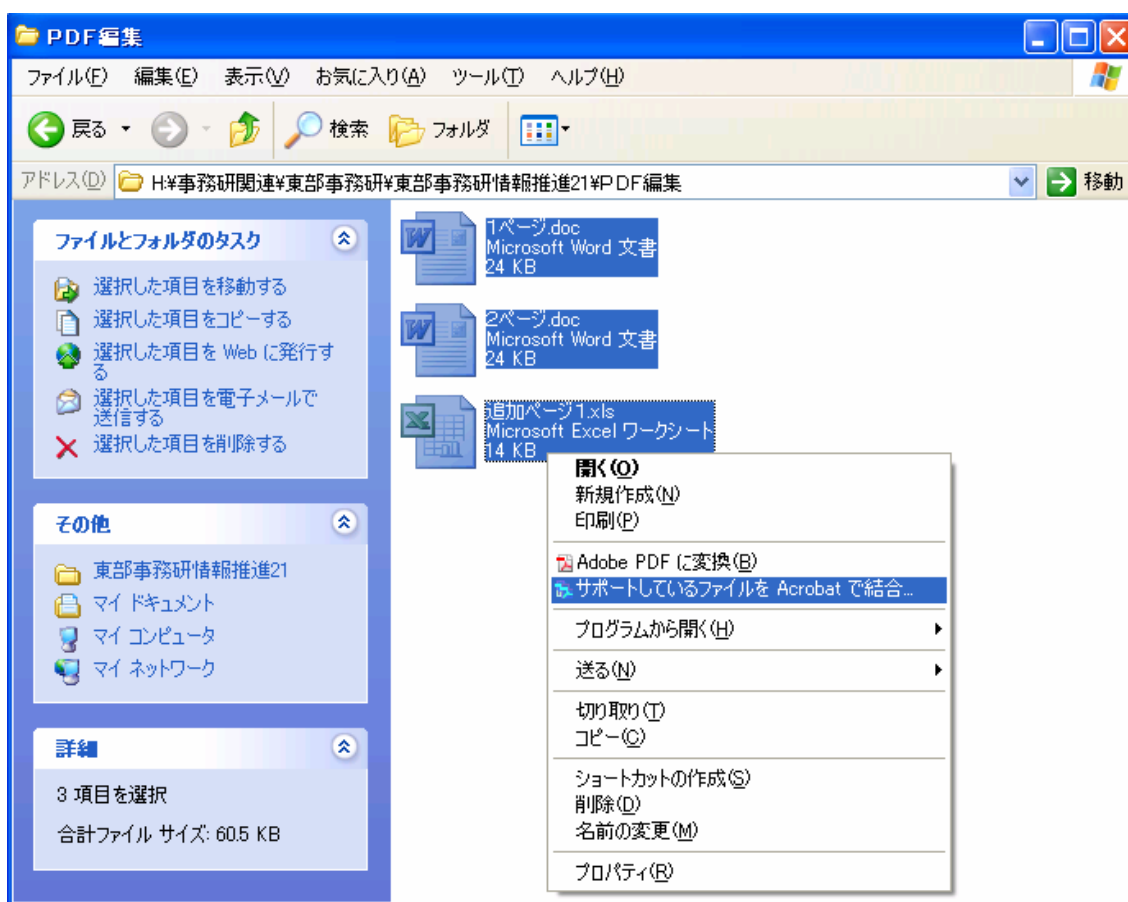 PDF編集
ファイル(F) 編集(E) 表示(V) お気に入り(A) ツール(T) ヘルプ(H)
戻る 検索 フォルダ
アドレス(D) H:¥事務研関連¥東部事務研¥東部事務研情報推進21¥PDF編集 移動
ファイルとフォルダのタスク
選択した項目を移動する
選択した項目をコピーする
選択した項目を Web に発行す
る
選択した項目を電子メールで
送信する
選択した項目を削除する
その他
東部事務研情報推進21
マイ ドキュメント
マイ コンピュータ
マイ ネットワーク
詳細
3 項目を選択
合計ファイル サイズ: 60.5 KB
1ページ.doc
Microsoft Word 文書
24 KB
2ページ.doc
Microsoft Word 文書
24 KB
追加ページ1.xls
Microsoft Excel ワークシート
14 KB
開く(O)
新規作成(N)
印刷(P)
Adobe PDF に変換(B)
サポートしているファイルを Acrobat で結合...
プログラムから開く(H)
送る(N)
切り取り(T)
コピー(C)
ショートカットの作成(S)
削除(D)
名前の変更(M)
プロパティ(R)